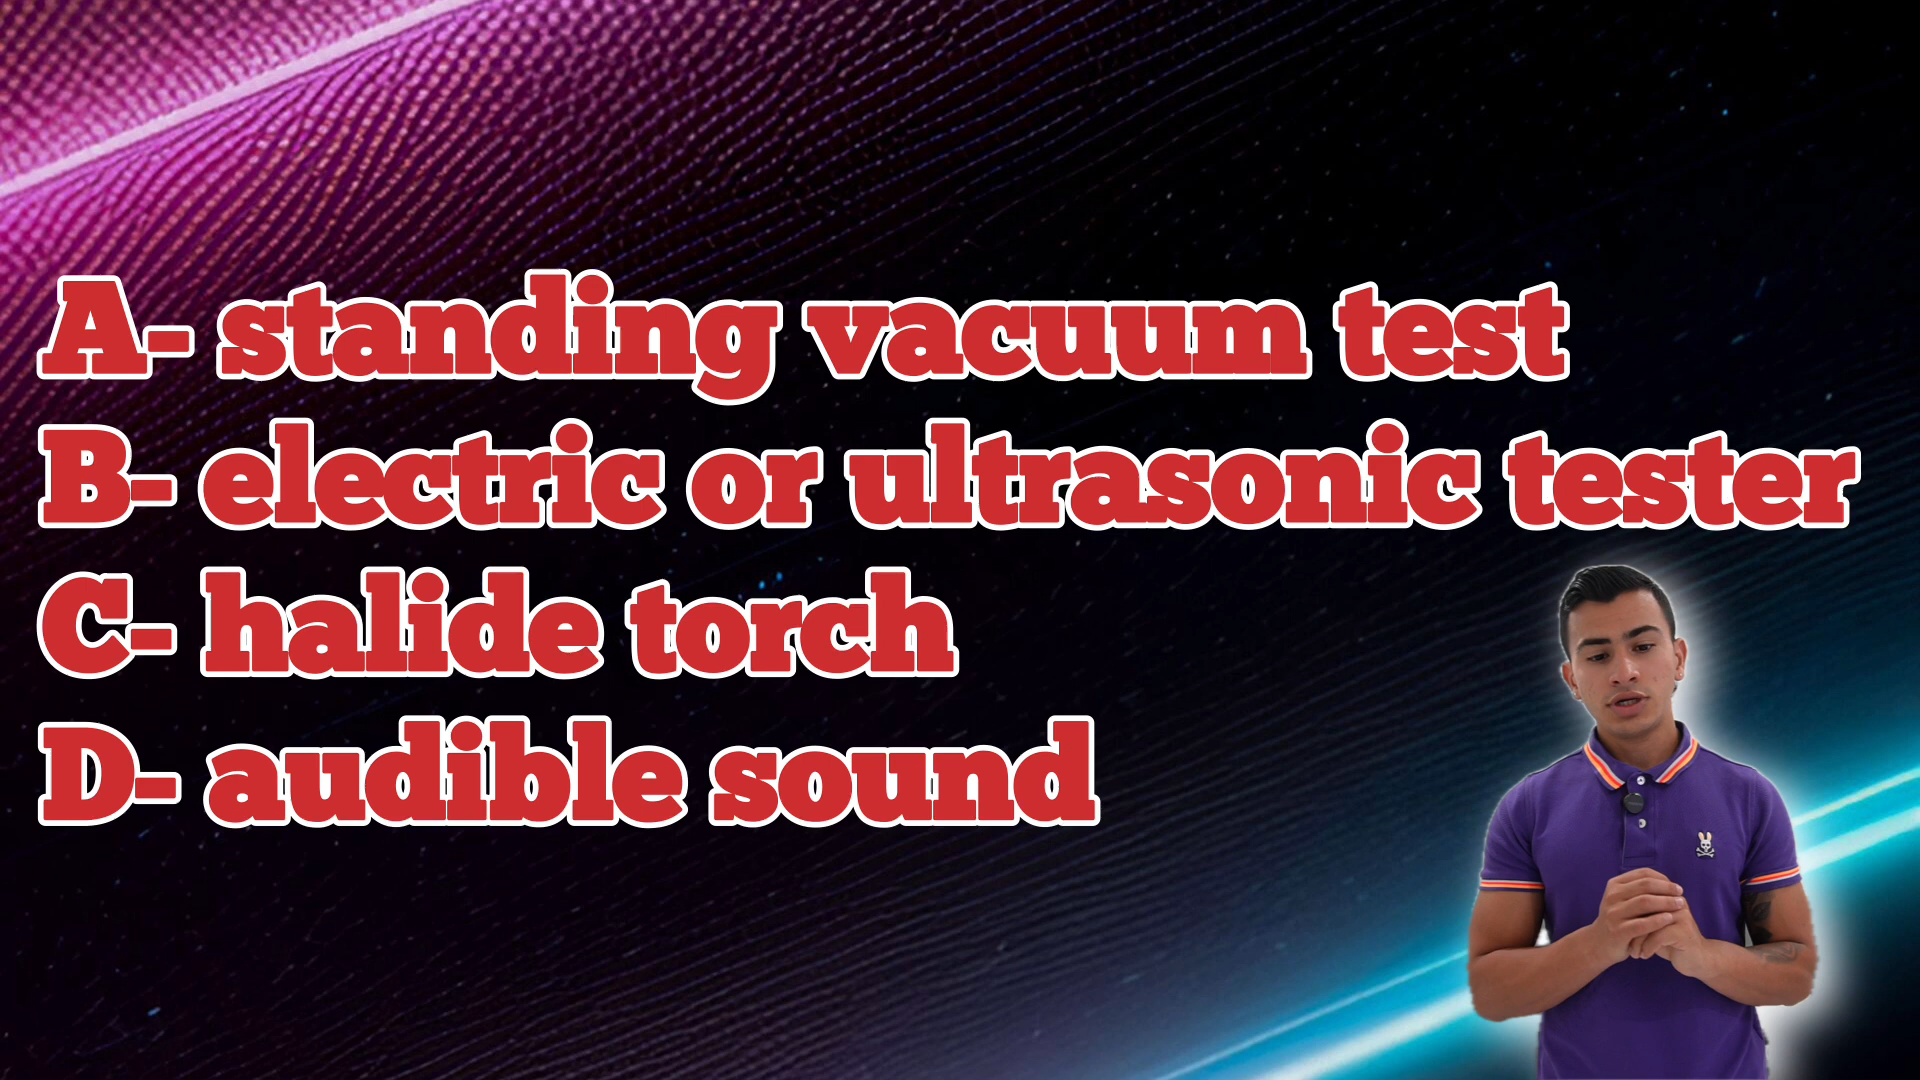 A- standing vacuum test
B- electric or ultrasonic tester
C- halide torch
D- audible sound